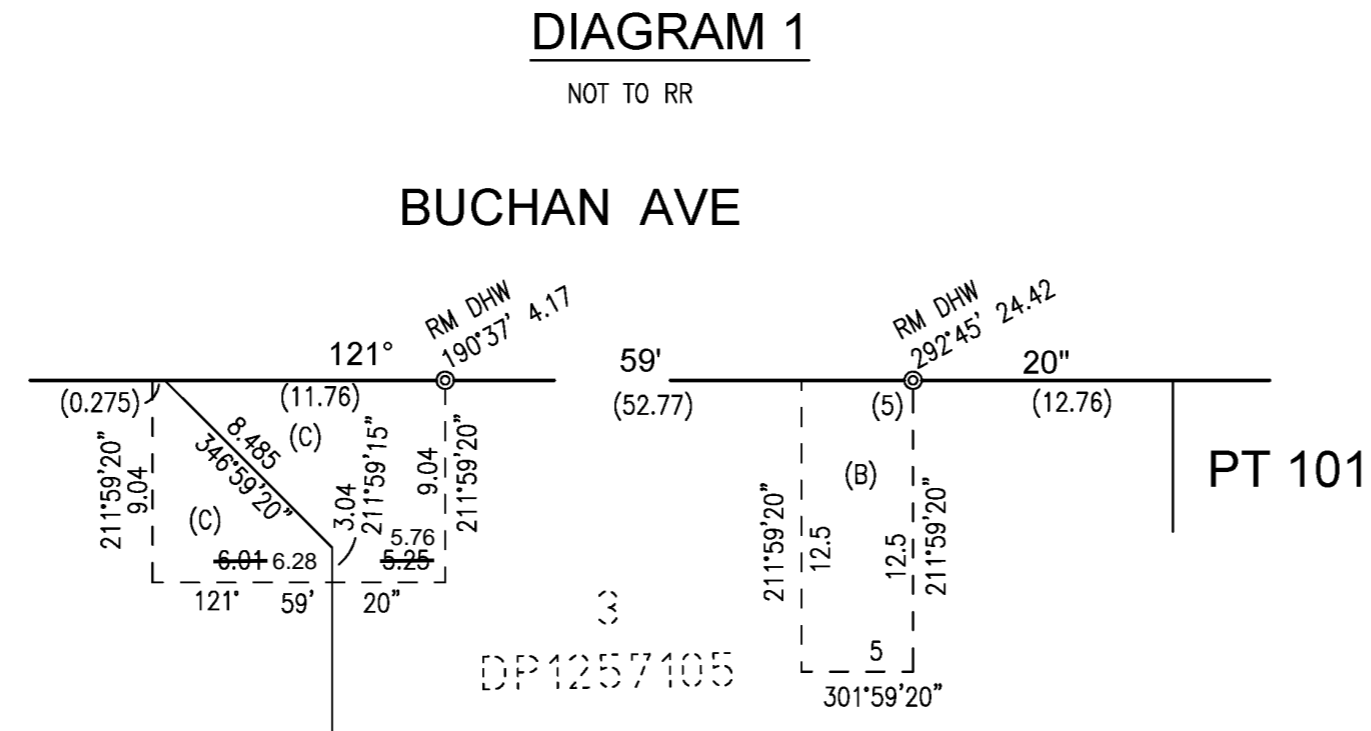 DIAGRAM 1
NOT TO RR
BUCHAN AVE
RM DHW
190°37' 4.17
RM DHW
292°45' 24.42
121° 59' 20"
(0.275)
(11.76)
(52.77)
(5)
(12.76)
8.485
346°59'20"
(C)
(C)
211°59'20"
9.04
3.04
211°59'15"
9.04
211°59'20"
6.01 6.28
5.76
5.25
121° 59' 20"
(B)
211°59'20"
12.5
12.5
211°59'20"
5
301°59'20"
PT 101
3
DP1257105